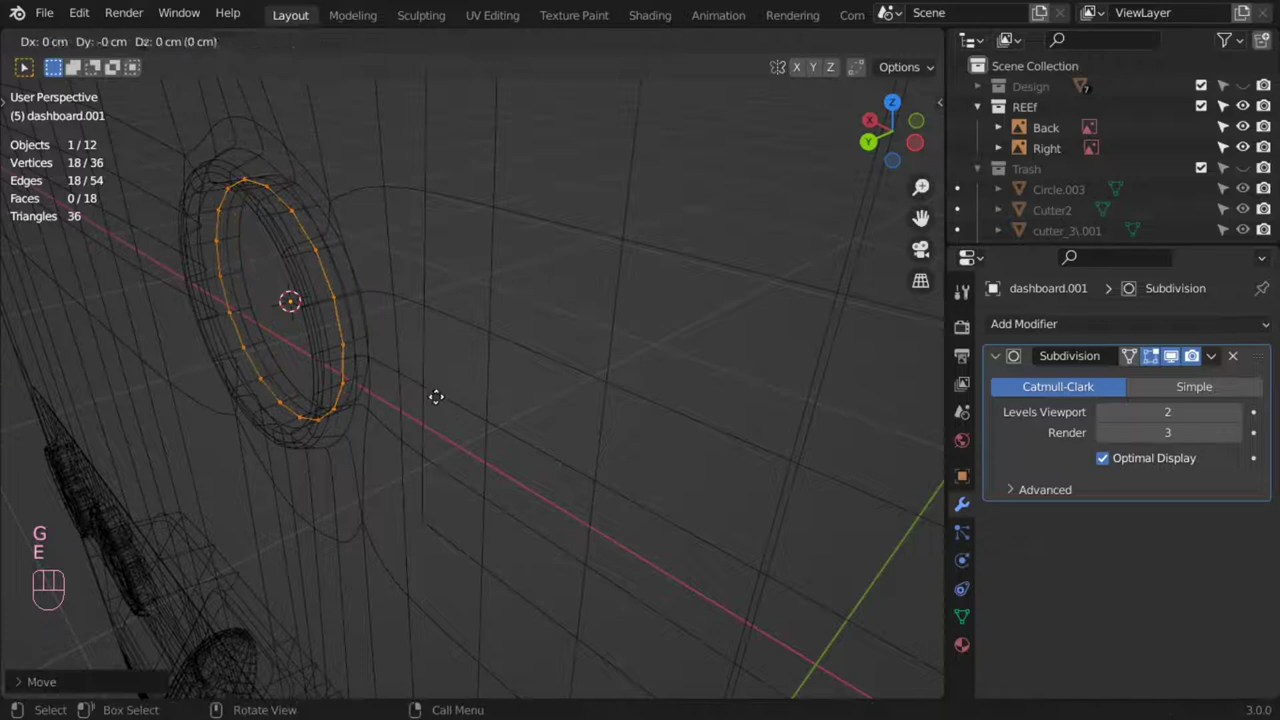 File Edit Render Window Help Layout Modeling Sculpting UV Editing Texture Paint Shading Animation Rendering Com Scene ViewLayer
Dx: 0 cm Dy: -0 cm Dz: 0 cm (0 cm)
X Y Z Options
User Perspective
(5) dashboard.001
Objects 1 / 12
Vertices 18 / 36
Edges 18 / 54
Faces 0 / 18
Triangles 36
Z
X
Y
G
E
Move
Scene Collection
Design 7
REEf
Back
Right
Trash
Circle.003
Cutter2
cutter_3\.001
dashboard.001 > Subdivision
Add Modifier
Subdivision
Catmull-Clark Simple
Levels Viewport 2
Render 3
Optimal Display
Advanced
Select Box Select Rotate View Call Menu 3.0.0